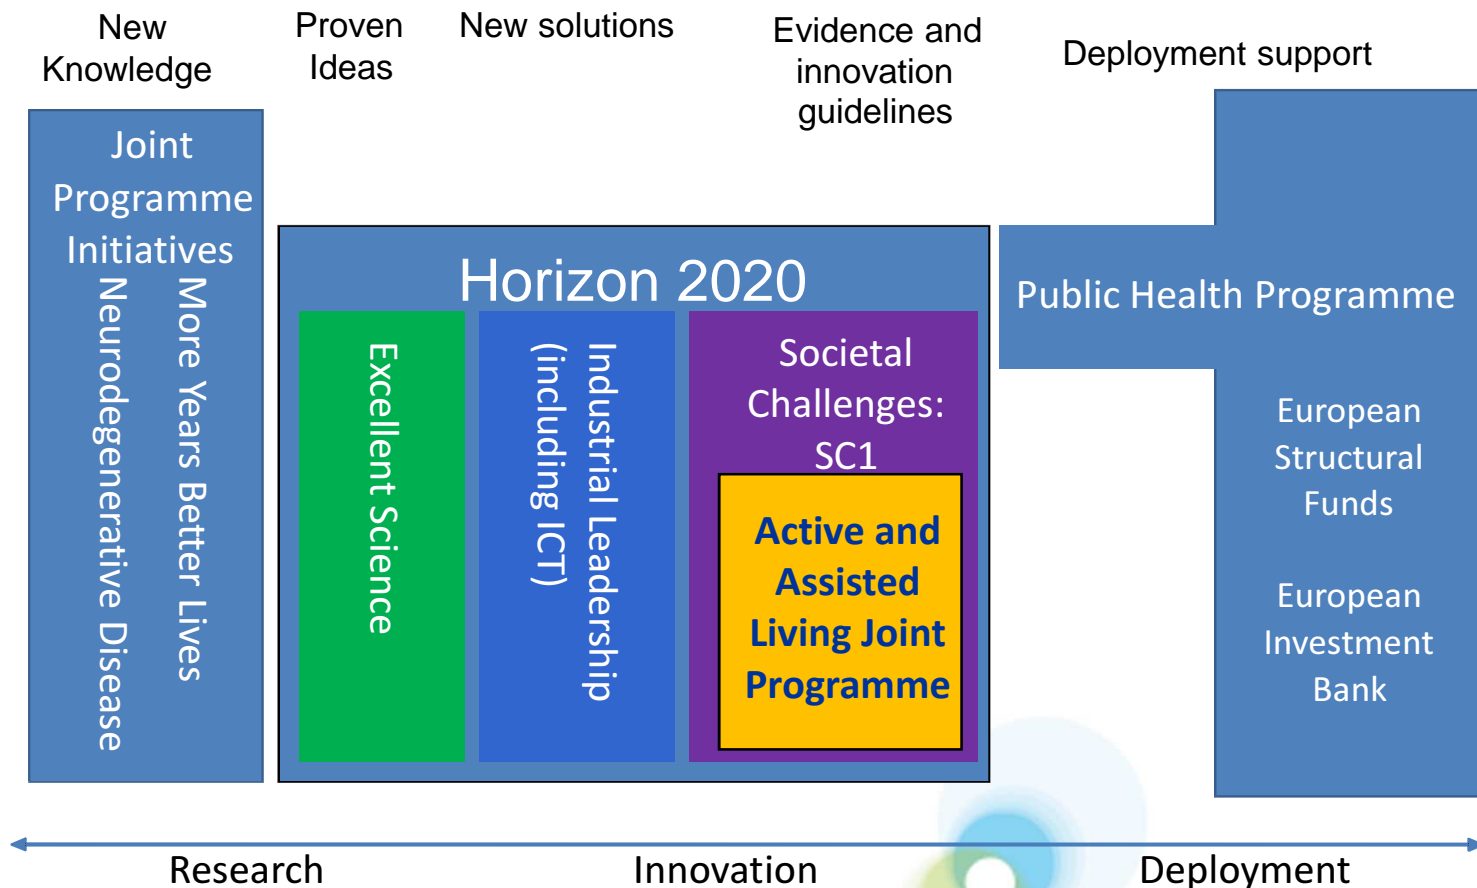 New
Knowledge
Proven
Ideas
New solutions
Evidence and
innovation
guidelines
Deployment support
Joint
Programme
Initiatives
More Years Better Lives
Neurodegenerative Disease
Horizon 2020
Excellent Science
Industrial Leadership
(including ICT)
Societal
Challenges:
SC1
Active and
Assisted
Living Joint
Programme
Public Health Programme
European
Structural
Funds
European
Investment
Bank
Research
Innovation
Deployment